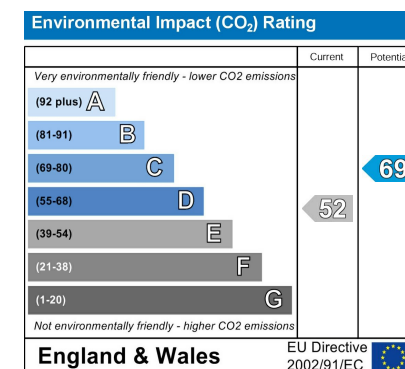 Environmental Impact (CO₂) Rating
Current Potentia
Very environmentally friendly - lower CO2 emissions
(92 plus) A
(81-91) B
(69-80) C
69
(55-68) D
52
(39-54) E
(21-38) F
(1-20) G
Not environmentally friendly - higher CO2 emissions
England & Wales
EU Directive
2002/91/EC